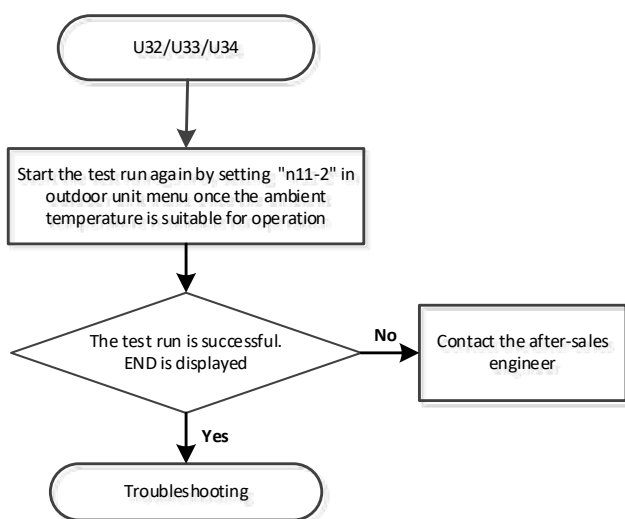 U32/U33/U34
Start the test run again by setting "n11-2" in
outdoor unit menu once the ambient
temperature is suitable for operation
The test run is successful.
END is displayed
No
Contact the after-sales
engineer
Yes
Troubleshooting